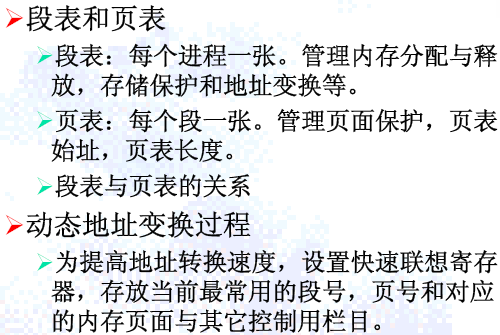 段表和页表
段表：每个进程一张。管理内存分配与释
放，存储保护和地址变换等。
页表：每个段一张。管理页面保护，页表
始址，页表长度。
段表与页表的关系
动态地址变换过程
为提高地址转换速度，设置快速联想寄存
器，存放当前最常用的段号，页号和对应
的内存页面与其它控制用栏目。